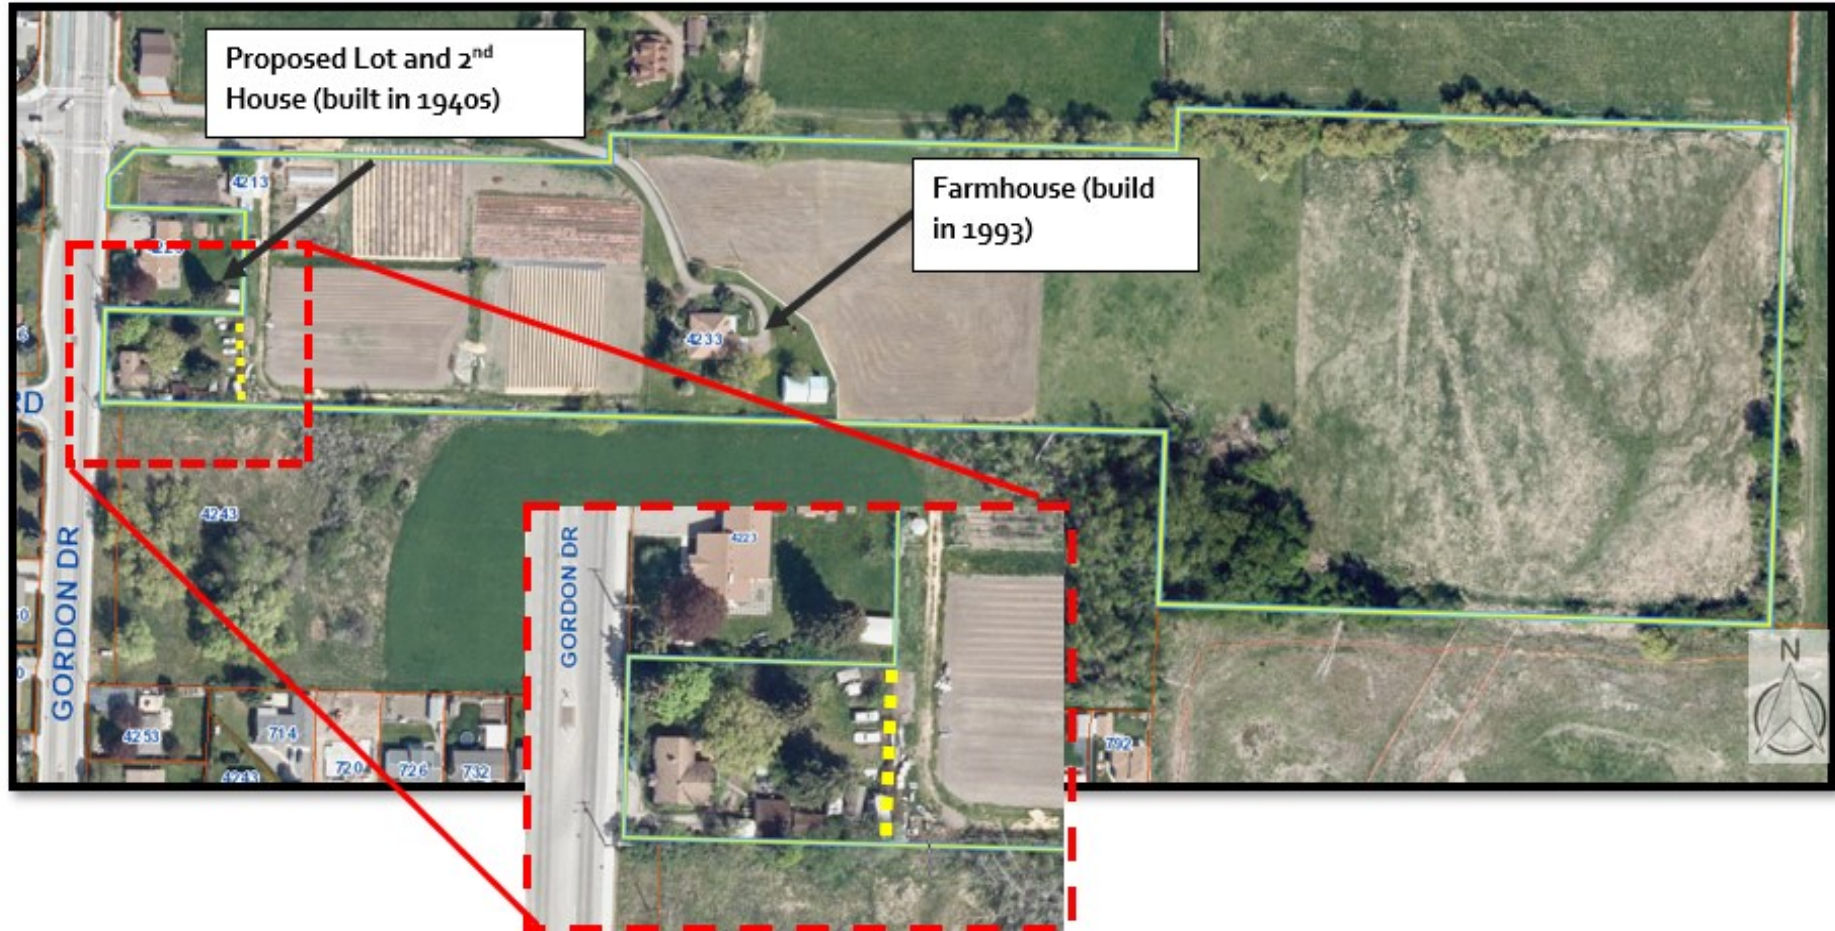 Proposed Lot and 2nd
House (built in 1940s)
4213
Farmhouse (build
in 1993)
4233
RD
4243
GORDON DR
4223
GORDON DR
N
4253
714
720
726
732
792
4243